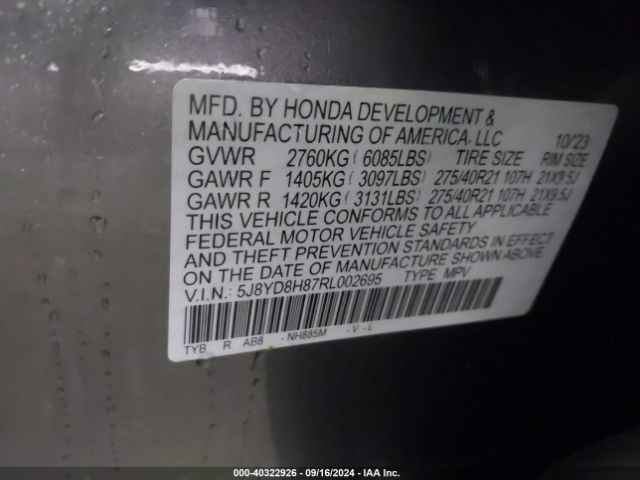 MFD. BY HONDA DEVELOPMENT &
MANUFACTURING OF AMERICA, LLC 10/23
GVWR 2760KG ( 6085LBS) TIRE SIZE RIM SIZE
GAWR F 1405KG ( 3097LBS) 275/40R21 107H 21X9.5J
GAWR R 1420KG ( 3131LBS) 275/40R21 107H 21X9.5J
THIS VEHICLE CONFORMS TO ALL APPLICABLE
FEDERAL MOTOR VEHICLE SAFETY
AND THEFT PREVENTION STANDARDS IN EFFECT
ON THE DATE OF MANUFACTURE SHOWN ABOVE.
V.I.N.: 5J8YD8H87RL002695 TYPE: MPV
TYB R AB8 - NH885M - V - L
000-40322926 - 09/16/2024 - IAA Inc.